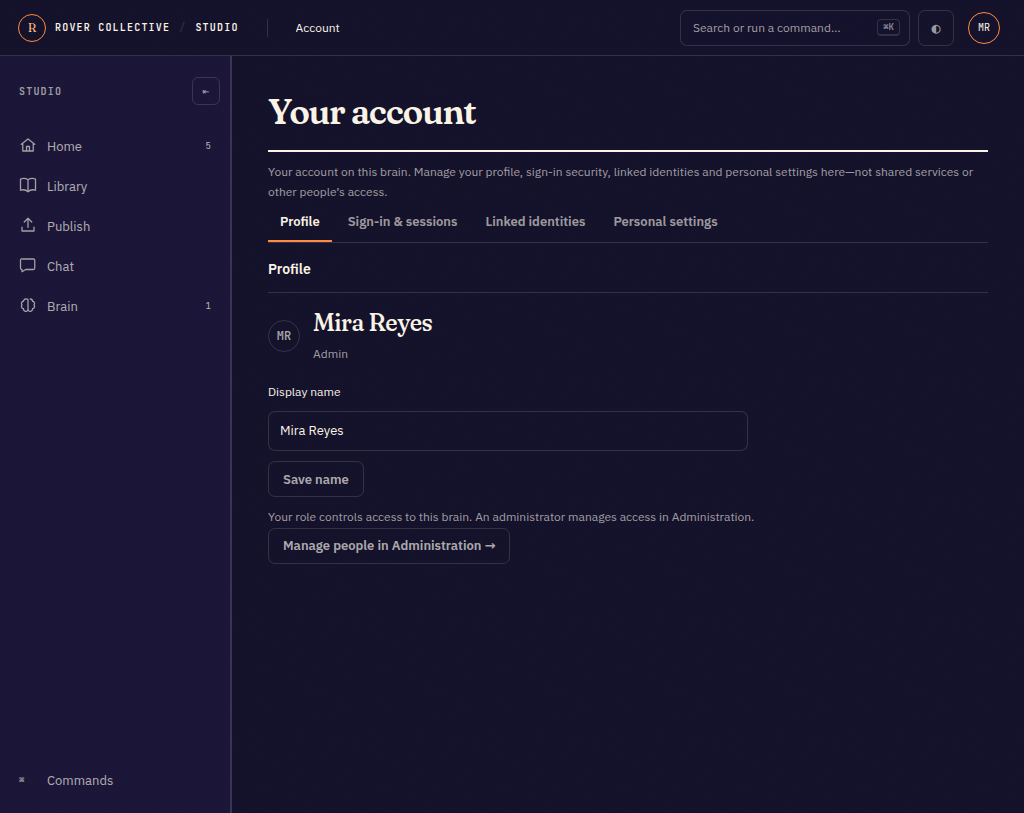 R ROVER COLLECTIVE / STUDIO
Account
Search or run a command... ⌘K
MR
STUDIO
Home 5
Library
Publish
Chat
Brain 1
⌘ Commands
Your account
Your account on this brain. Manage your profile, sign-in security, linked identities and personal settings here—not shared services or
other people's access.
Profile Sign-in & sessions Linked identities Personal settings
Profile
MR Mira Reyes
Admin
Display name
Mira Reyes
Save name
Your role controls access to this brain. An administrator manages access in Administration.
Manage people in Administration →